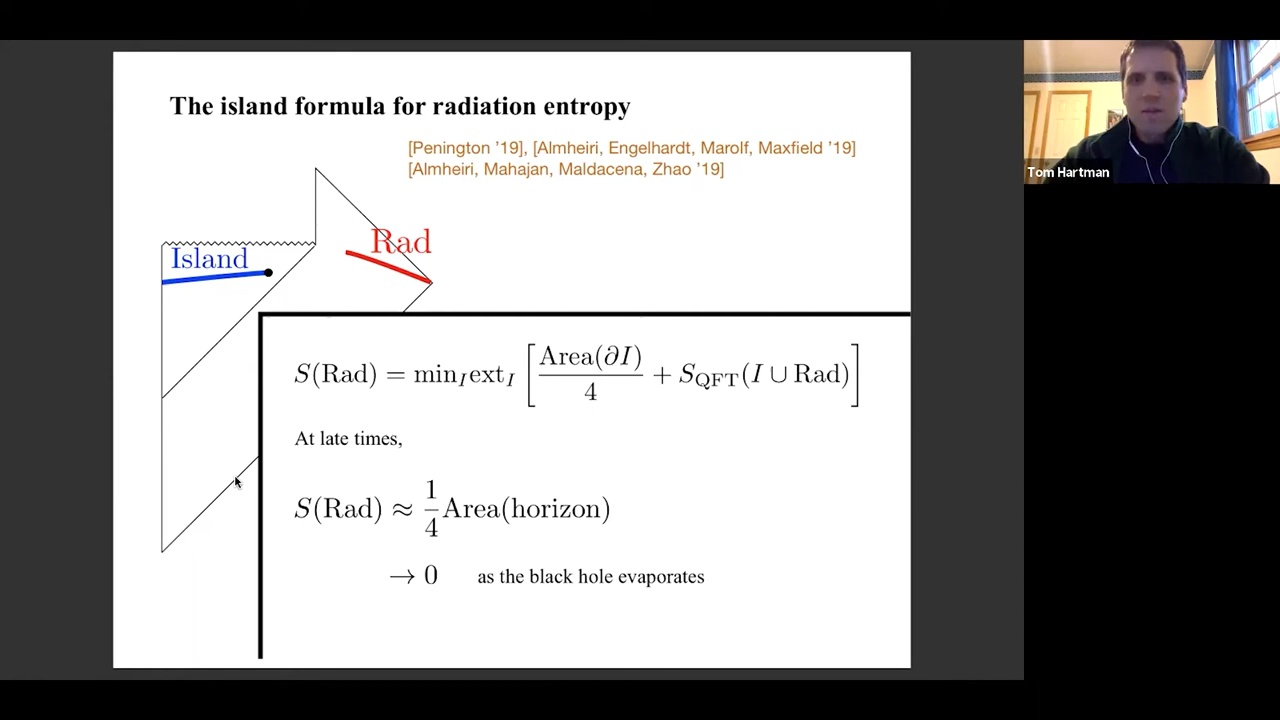 The island formula for radiation entropy
[Penington ’19], [Almheiri, Engelhardt, Marolf, Maxfield ’19]
[Almheiri, Mahajan, Maldacena, Zhao ’19]
Tom Hartman
Rad
Island
S(Rad) = min_I ext_I [ Area(∂I) / 4 + S_QFT(I ∪ Rad) ]
At late times,
S(Rad) ≈ 1/4 Area(horizon)
→ 0 as the black hole evaporates